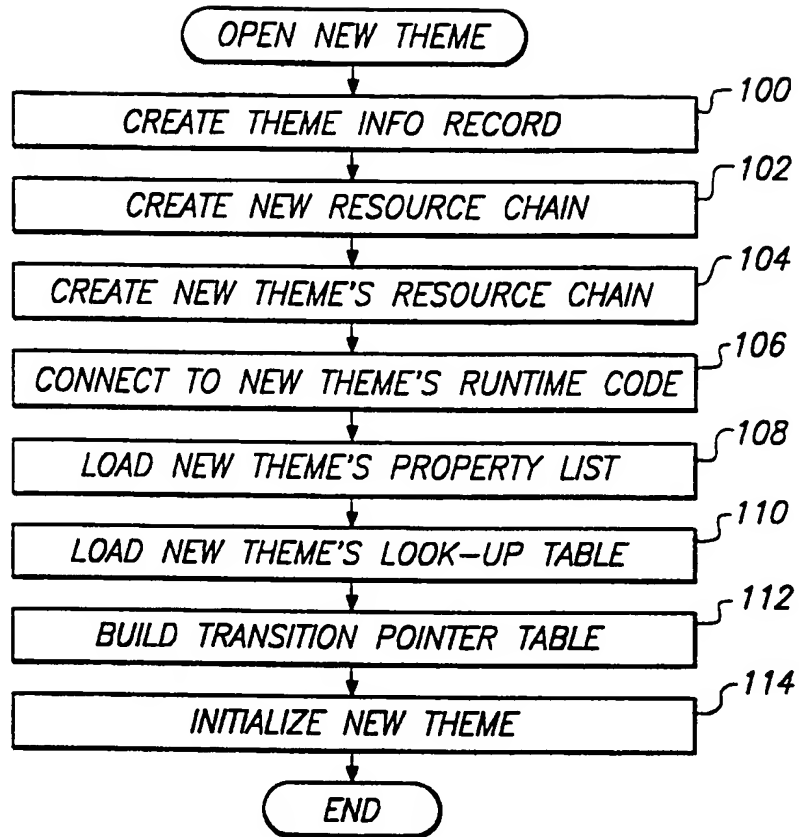 OPEN NEW THEME
100
CREATE THEME INFO RECORD
102
CREATE NEW RESOURCE CHAIN
104
CREATE NEW THEME'S RESOURCE CHAIN
106
CONNECT TO NEW THEME'S RUNTIME CODE
108
LOAD NEW THEME'S PROPERTY LIST
110
LOAD NEW THEME'S LOOK-UP TABLE
112
BUILD TRANSITION POINTER TABLE
114
INITIALIZE NEW THEME
END